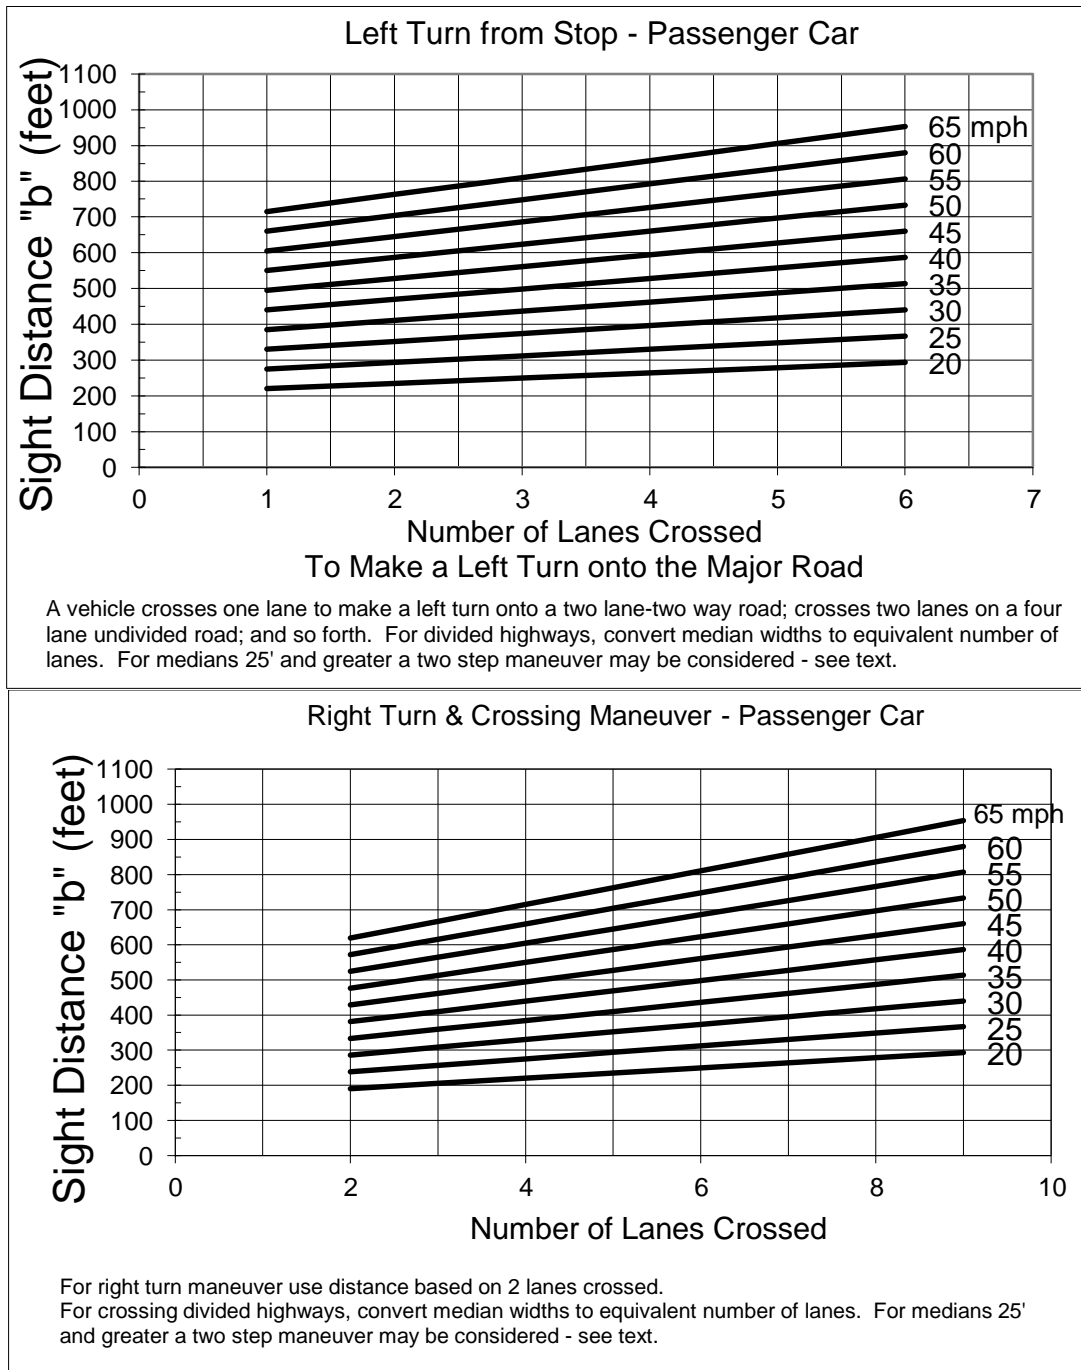 Left Turn from Stop - Passenger Car
Sight Distance "b" (feet)
1100
1000
900
800
700
600
500
400
300
200
100
0
65 mph
60
55
50
45
40
35
30
25
20
0 1 2 3 4 5 6 7
Number of Lanes Crossed
To Make a Left Turn onto the Major Road
A vehicle crosses one lane to make a left turn onto a two lane-two way road; crosses two lanes on a four
lane undivided road; and so forth. For divided highways, convert median widths to equivalent number of
lanes. For medians 25' and greater a two step maneuver may be considered - see text.
Right Turn & Crossing Maneuver - Passenger Car
Sight Distance "b" (feet)
1100
1000
900
800
700
600
500
400
300
200
100
0
65 mph
60
55
50
45
40
35
30
25
20
0 2 4 6 8 10
Number of Lanes Crossed
For right turn maneuver use distance based on 2 lanes crossed.
For crossing divided highways, convert median widths to equivalent number of lanes. For medians 25'
and greater a two step maneuver may be considered - see text.